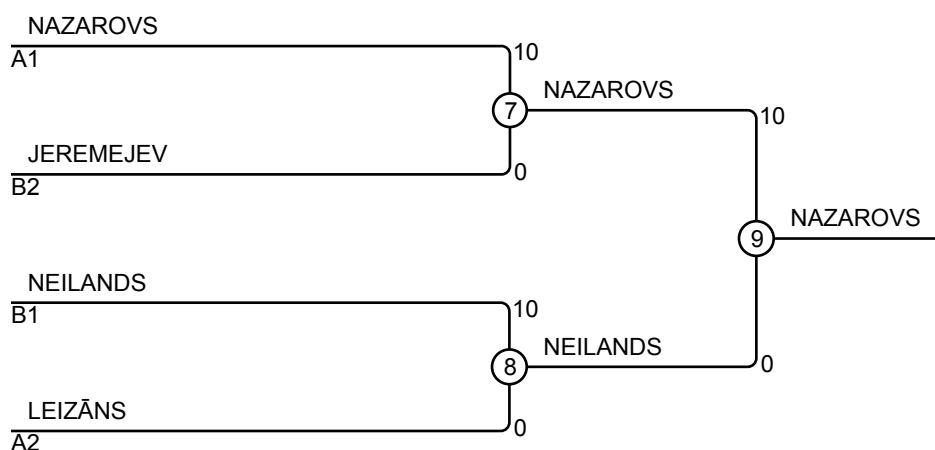 NAZAROVS
A1
10
7
NAZAROVS
10
JEREMEJEV
B2
0
9
NAZAROVS
NEILANDS
B1
10
8
NEILANDS
0
LEIZĀNS
A2
0